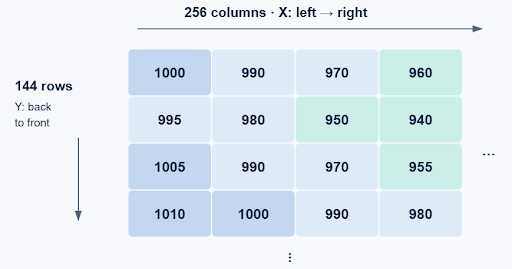 256 columns · X: left → right
144 rows
Y: back
to front
1000 990 970 960
995 980 950 940
1005 990 970 955
1010 1000 990 980
...
⋮